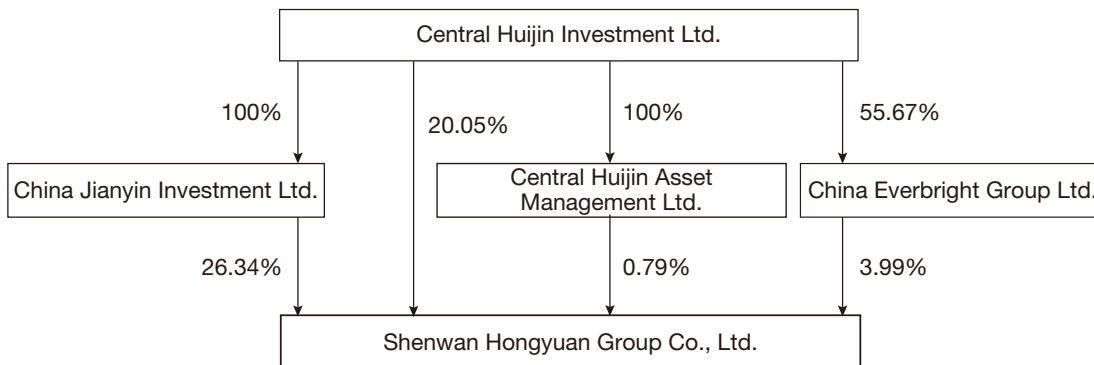 Central Huijin Investment Ltd.
100%
20.05%
100%
55.67%
China Jianyin Investment Ltd.
Central Huijin Asset
Management Ltd.
China Everbright Group Ltd.
26.34%
0.79%
3.99%
Shenwan Hongyuan Group Co., Ltd.